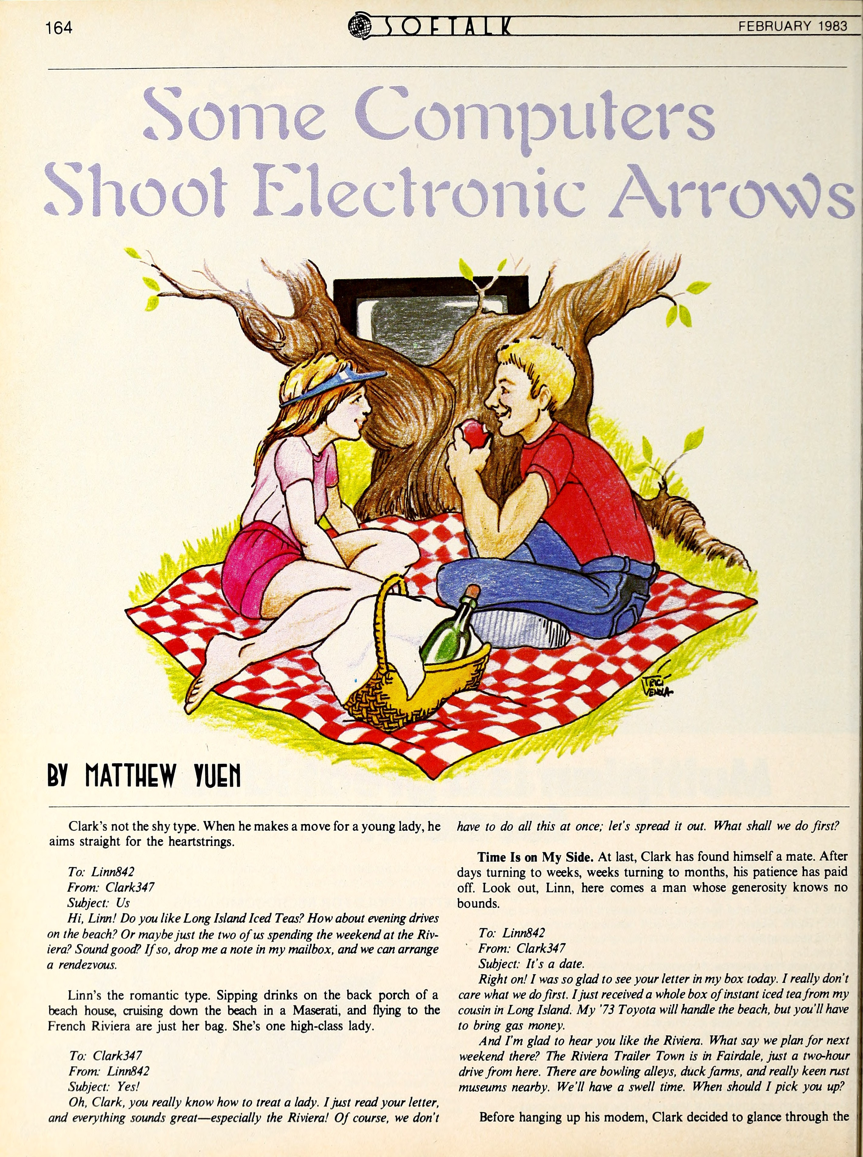 164
SOFTALK
FEBRUARY 1983
Some Computers
Shoot Electronic Arrows
TRICI
VENOLA
BY MATTHEW YUEN
Clark's not the shy type. When he makes a move for a young lady, he
aims straight for the heartstrings.
To: Linn842
From: Clark347
Subject: Us
Hi, Linn! Do you like Long Island Iced Teas? How about evening drives
on the beach? Or maybe just the two of us spending the weekend at the Riv-
iera? Sound good? If so, drop me a note in my mailbox, and we can arrange
a rendezvous.
Linn's the romantic type. Sipping drinks on the back porch of a
beach house, cruising down the beach in a Maserati, and flying to the
French Riviera are just her bag. She's one high-class lady.
To: Clark347
From: Linn842
Subject: Yes!
Oh, Clark, you really know how to treat a lady. I just read your letter,
and everything sounds great—especially the Riviera! Of course, we don't
have to do all this at once; let's spread it out. What shall we do first?
Time Is on My Side. At last, Clark has found himself a mate. After
days turning to weeks, weeks turning to months, his patience has paid
off. Look out, Linn, here comes a man whose generosity knows no
bounds.
To: Linn842
From: Clark347
Subject: It's a date.
Right on! I was so glad to see your letter in my box today. I really don't
care what we do first. I just received a whole box of instant iced tea from my
cousin in Long Island. My '73 Toyota will handle the beach, but you'll have
to bring gas money.
And I'm glad to hear you like the Riviera. What say we plan for next
weekend there? The Riviera Trailer Town is in Fairdale, just a two-hour
drive from here. There are bowling alleys, duck farms, and really keen rust
museums nearby. We'll have a swell time. When should I pick you up?
Before hanging up his modem, Clark decided to glance through the